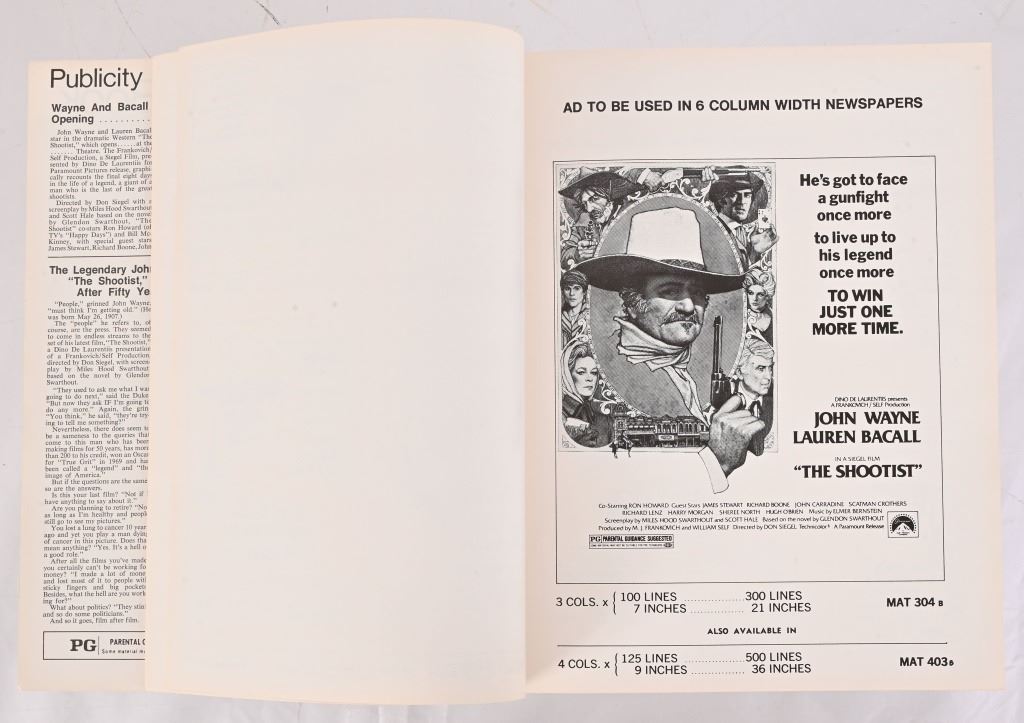 Publicity
Wayne And Bacall
Opening ..........
John Wayne and Lauren Bacal
star in the dramatic Western "The
Shootist," which opens......at the
........ Theatre. The Frankovich/
Self Production, a Siegel Film, pre
sented by Dino De Laurentiis for
Paramount Pictures release, graphi
cally recounts the final eight days
in the life of a legend, a giant of a
man who is the last of the great
shootists.
Directed by Don Siegel with a
screenplay by Miles Hood Swarthout
and Scott Hale based on the nove
by Glendon Swarthout, "The
Shootist" co-stars Ron Howard (of
TV's "Happy Days") and Bill Mc
Kinney, with special guest stars
James Stewart, Richard Boone, John
The Legendary Joh
"The Shootist,"
After Fifty Ye
"People," grinned John Wayne,
"must think I'm getting old." (He
was born May 26, 1907.)
The "people" he refers to, of
course, are the press. They seemed
to come in endless streams to the
set of his latest film, "The Shootist,"
a Dino De Laurentiis presentation
of a Frankovich/Self Production,
directed by Don Siegel, with screen
play by Miles Hood Swarthout
based on the novel by Glendon
Swarthout.
"They used to ask me what I was
going to do next," said the Duke.
"But now they ask IF I'm going to
do any more." Again, the grin.
"You think," he said, "they're try
ing to tell me something?"
Nevertheless, there does seem to
be a sameness to the queries that
come to this man who has been
making films for 50 years, has more
than 200 to his credit, won an Oscar
for "True Grit" in 1969 and has
been called a "legend" and "the
image of America."
But if the questions are the same
so are the answers.
Is this your last film? "Not if I
have anything to say about it."
Are you planning to retire? "No
as long as I'm healthy and people
still go to see my pictures."
You lost a lung to cancer 10 year
ago and yet you play a man dying
of cancer in this picture. Does tha
mean anything? "Yes. It's a hell o
a good role."
After all the films you've made
you certainly can't be working fo
money? "I made a lot of money
and lost most of it to people with
sticky fingers and big pockets
Besides, what the hell are you work
ing for?"
What about politics? "They stin
and so do some politicians."
And so it goes, film after film.
PG PARENTAL G
Some material m
AD TO BE USED IN 6 COLUMN WIDTH NEWSPAPERS
He's got to face
a gunfight
once more
to live up to
his legend
once more
TO WIN
JUST ONE
MORE TIME.
DINO DE LAURENTIIS presents
A FRANKOVICH / SELF Production
JOHN WAYNE
LAUREN BACALL
IN A SIEGEL FILM
"THE SHOOTIST"
Co-Starring RON HOWARD Guest Stars JAMES STEWART RICHARD BOONE JOHN CARRADINE SCATMAN CROTHERS
RICHARD LENZ HARRY MORGAN SHEREE NORTH HUGH O'BRIEN Music by ELMER BERNSTEIN
Screenplay by MILES HOOD SWARTHOUT and SCOTT HALE Based on the novel by GLENDON SWARTHOUT
Produced by M. J. FRANKOVICH and WILLIAM SELF Directed by DON SIEGEL Technicolor® A Paramount Release
PG PARENTAL GUIDANCE SUGGESTED
3 COLS. x { 100 LINES ............ 300 LINES
7 INCHES ............ 21 INCHES
MAT 304 B
ALSO AVAILABLE IN
4 COLS. x { 125 LINES ............ 500 LINES
9 INCHES ............ 36 INCHES
MAT 403 B